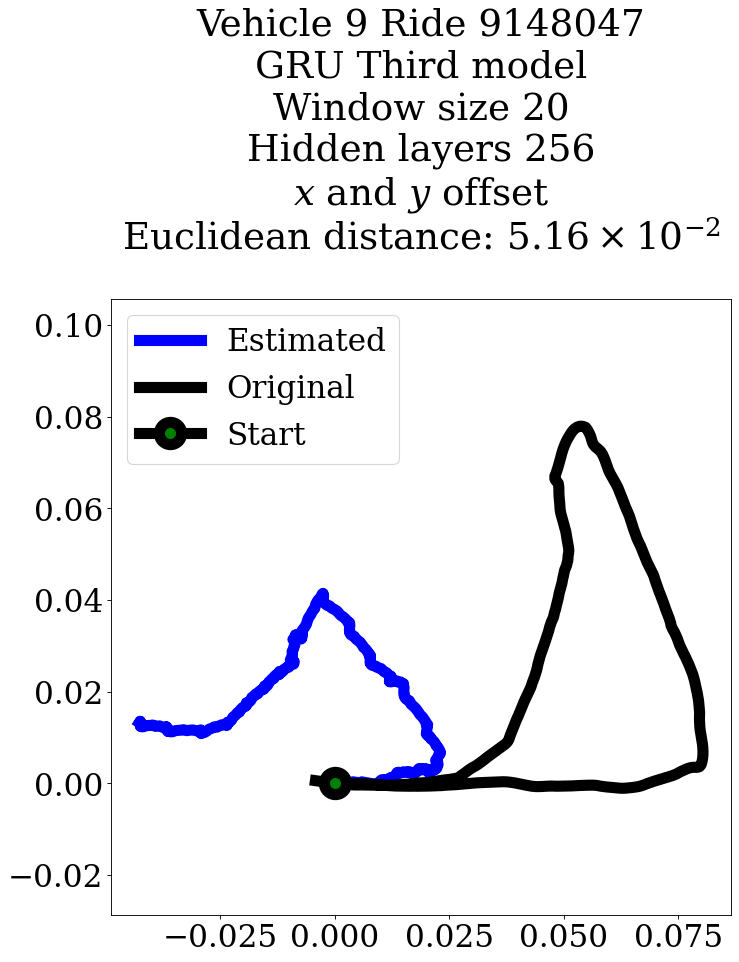 Vehicle 9 Ride 9148047
GRU Third model
Window size 20
Hidden layers 256
x and y offset
Euclidean distance: 5.16 × 10⁻²
Estimated
Original
Start
0.10
0.08
0.06
0.04
0.02
0.00
−0.02
−0.025 0.000 0.025 0.050 0.075